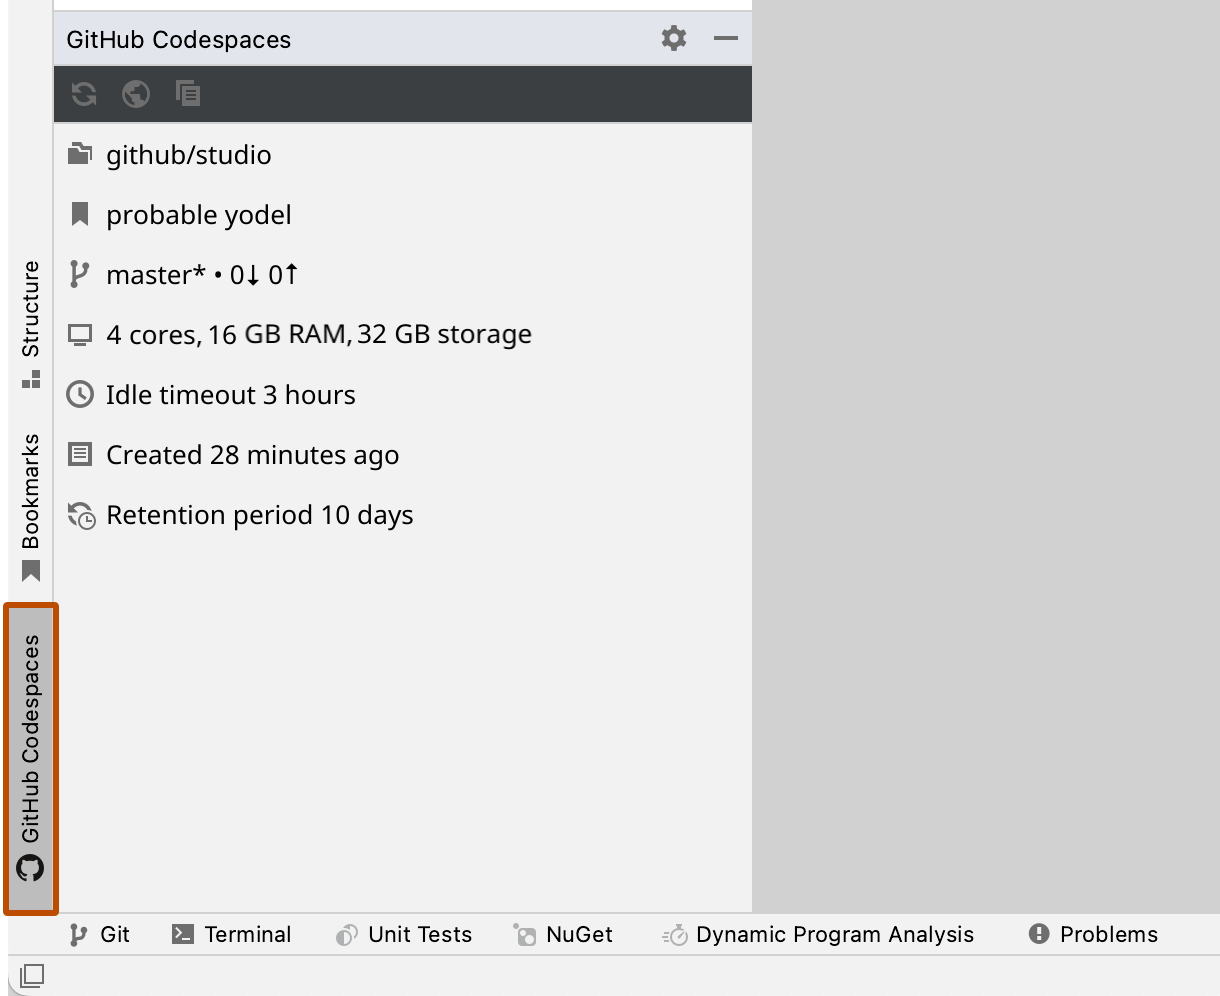 GitHub Codespaces
github/studio
probable yodel
master* • 0↓ 0↑
4 cores, 16 GB RAM, 32 GB storage
Idle timeout 3 hours
Created 28 minutes ago
Retention period 10 days
Structure
Bookmarks
GitHub Codespaces
Git
Terminal
Unit Tests
NuGet
Dynamic Program Analysis
Problems